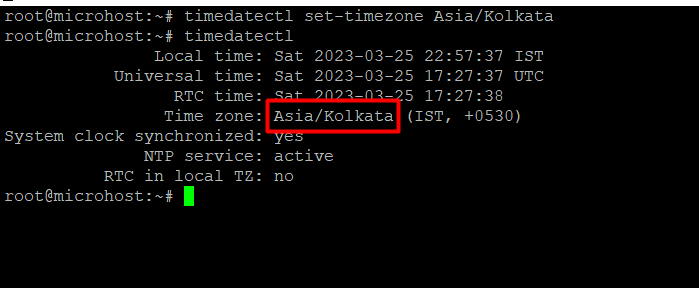 root@microhost:~# timedatectl set-timezone Asia/Kolkata
root@microhost:~# timedatectl
Local time: Sat 2023-03-25 22:57:37 IST
Universal time: Sat 2023-03-25 17:27:37 UTC
RTC time: Sat 2023-03-25 17:27:38
Time zone: Asia/Kolkata (IST, +0530)
System clock synchronized: yes
NTP service: active
RTC in local TZ: no
root@microhost:~#